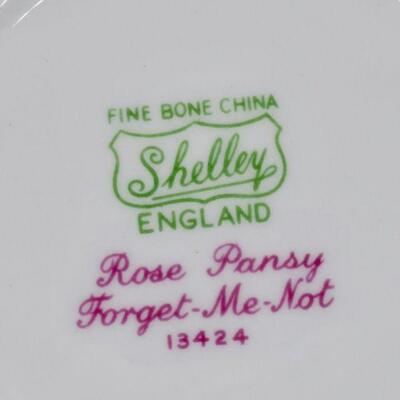 FINE BONE CHINA
Shelley
ENGLAND
Rose Pansy
Forget-Me-Not
13424